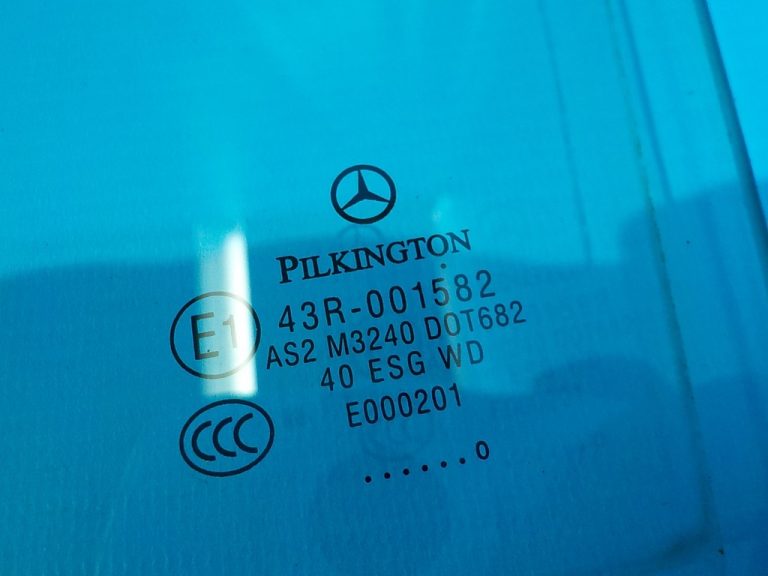 PILKINGTON
E1 43R-001582
AS2 M3240 DOT682
40 ESG WD
E000201
CCC
......0